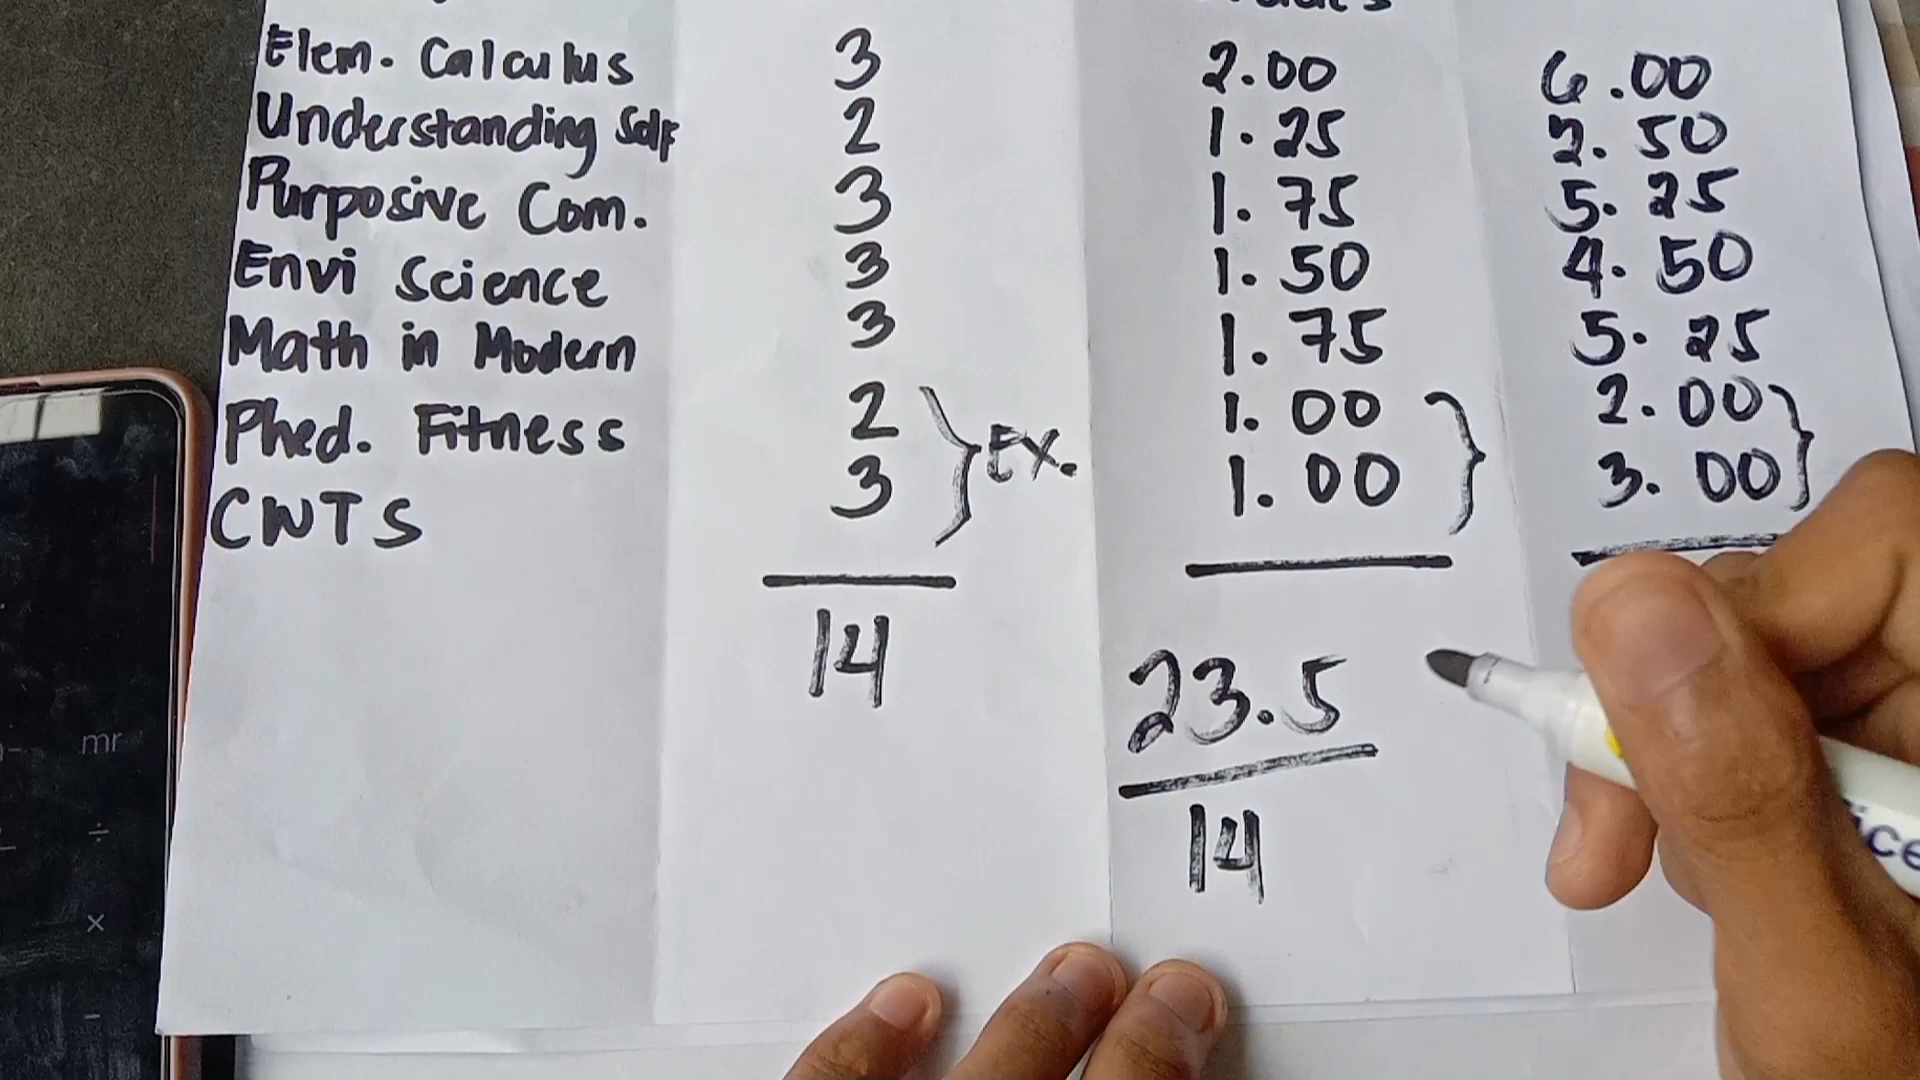 Elem. Calculus 3 2.00 6.00
Understanding Self 2 1.25 2.50
Purposive Com. 3 1.75 5.25
Envi Science 3 1.50 4.50
Math in Modern 3 1.75 5.25
Phed. Fitness 2 1.00 2.00
EX.
CWTS 3 1.00 3.00
14
23.5
14
mr
÷
×
-
ice